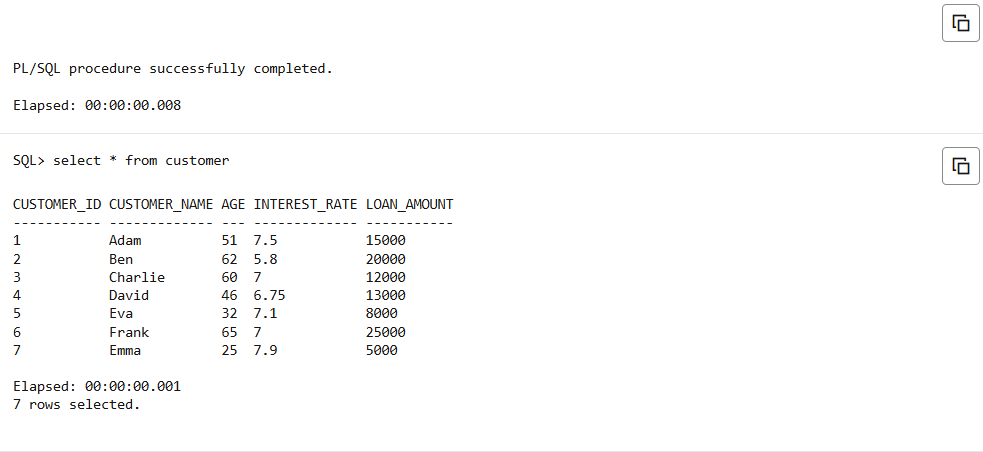 PL/SQL procedure successfully completed.
Elapsed: 00:00:00.008
SQL> select * from customer
CUSTOMER_ID CUSTOMER_NAME AGE INTEREST_RATE LOAN_AMOUNT
----------- ------------- --- ------------- -----------
1           Adam          51  7.5           15000
2           Ben           62  5.8           20000
3           Charlie       60  7             12000
4           David         46  6.75          13000
5           Eva           32  7.1           8000
6           Frank         65  7             25000
7           Emma          25  7.9           5000
Elapsed: 00:00:00.001
7 rows selected.